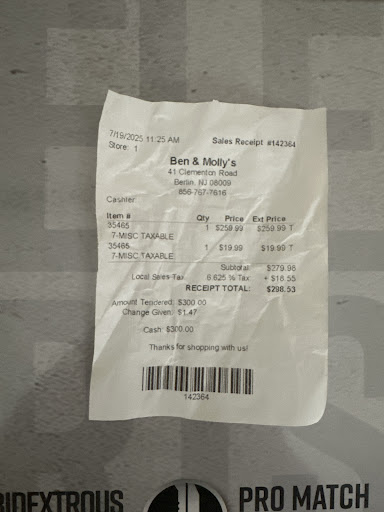 7/19/2025 11:25 AM
Store: 1
Sales Receipt #142364
Ben & Molly's
41 Clementon Road
Berlin, NJ 08009
856-767-7616
Cashier:
Item # Qty Price Ext Price
35465 1 $259.99 $259.99 T
7-MISC TAXABLE
35465 1 $19.99 $19.99 T
7-MISC TAXABLE
Subtotal: $279.98
Local Sales Tax 6.625 % Tax + $18.55
RECEIPT TOTAL: $298.53
Amount Tendered: $300.00
Change Given: $1.47
Cash: $300.00
Thanks for shopping with us!
142364
BIDEXTROUS
PRO MATCH